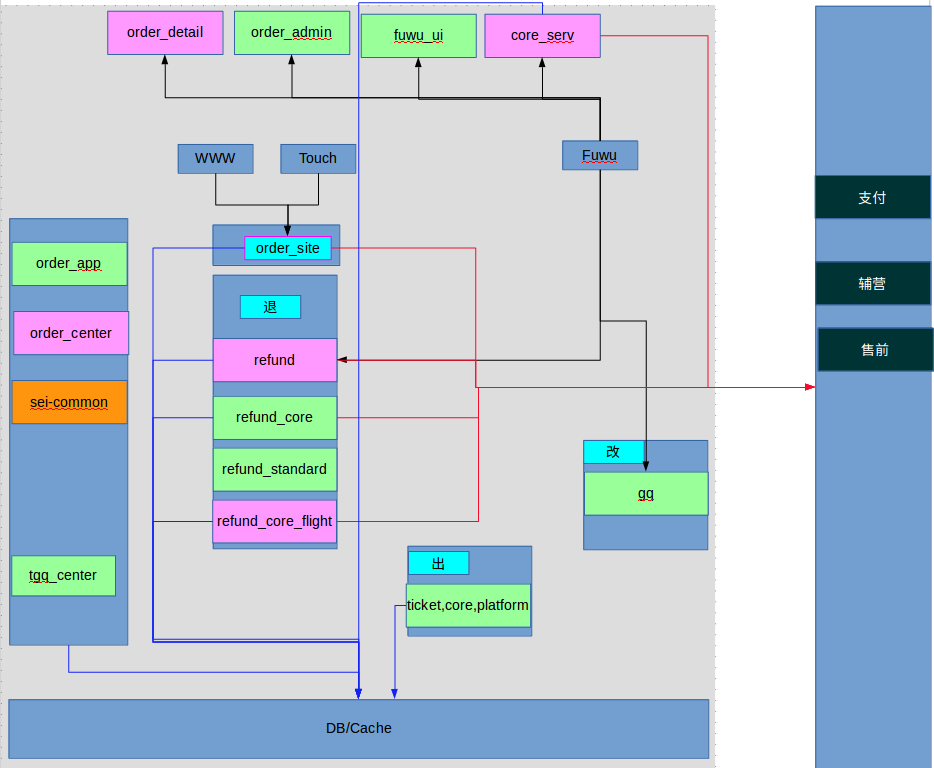 order_detail
order_admin
fuwu_ui
core_serv
WWW
Touch
Fuwu
支付
order_site
order_app
辅营
退
order_center
售前
refund
sei-common
refund_core
改
refund_standard
gq
refund_core_flight
出
tgq_center
ticket,core,platform
DB/Cache